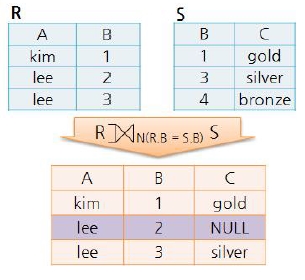 R S
A B B C
kim 1 1 gold
lee 2 3 silver
lee 3 4 bronze
R ⟕N(R.B = S.B) S
A B C
kim 1 gold
lee 2 NULL
lee 3 silver